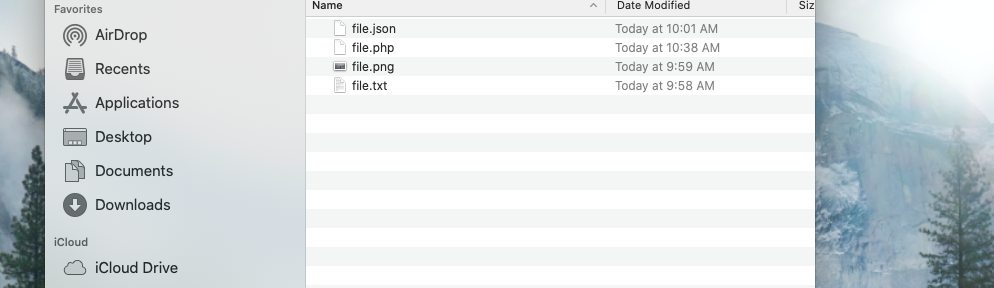 Favorites
AirDrop
Recents
Applications
Desktop
Documents
Downloads
iCloud
iCloud Drive
Name Date Modified Siz
file.json Today at 10:01 AM
file.php Today at 10:38 AM
file.png Today at 9:59 AM
file.txt Today at 9:58 AM